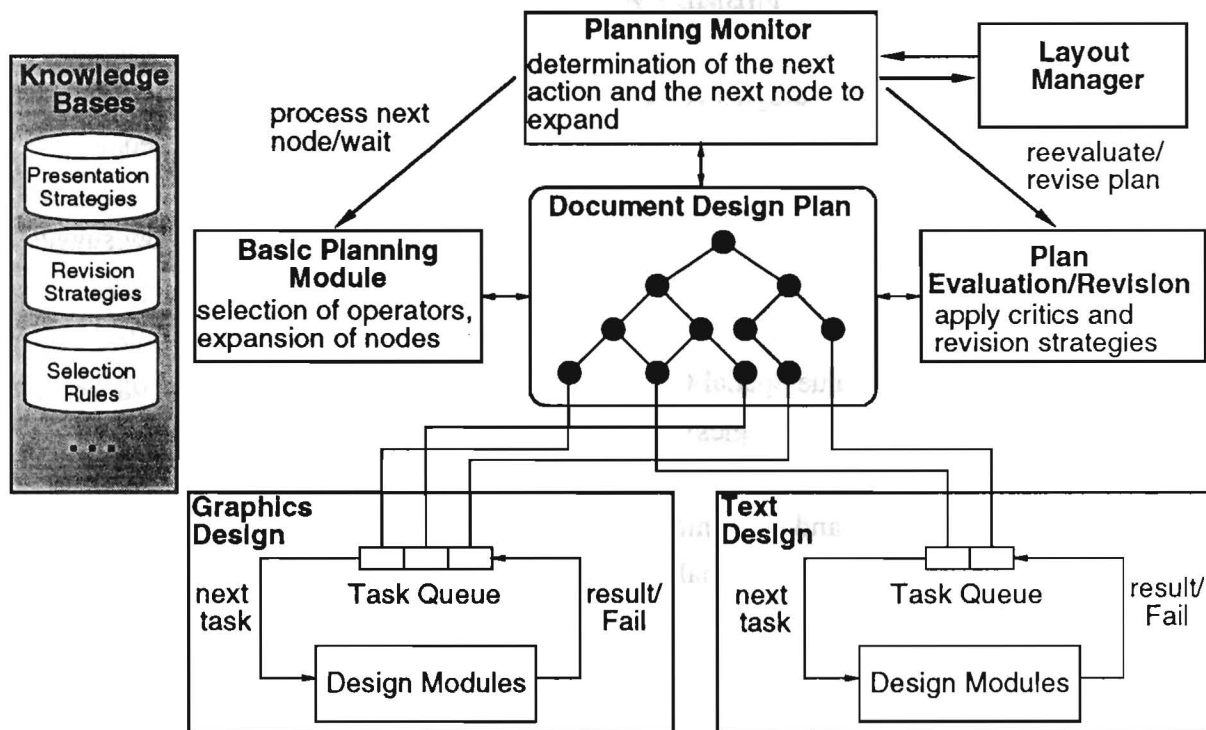 Knowledge
Bases
Presentation
Strategies
Revision
Strategies
Selection
Rules
...
Planning Monitor
determination of the next
action and the next node to
expand
Layout
Manager
process next
node/wait
reevaluate/
revise plan
Basic Planning
Module
selection of operators,
expansion of nodes
Document Design Plan
Plan
Evaluation/Revision
apply critics and
revision strategies
Graphics
Design
next
task
Task Queue
result/
Fail
Design Modules
Text
Design
next
task
Task Queue
result/
Fail
Design Modules